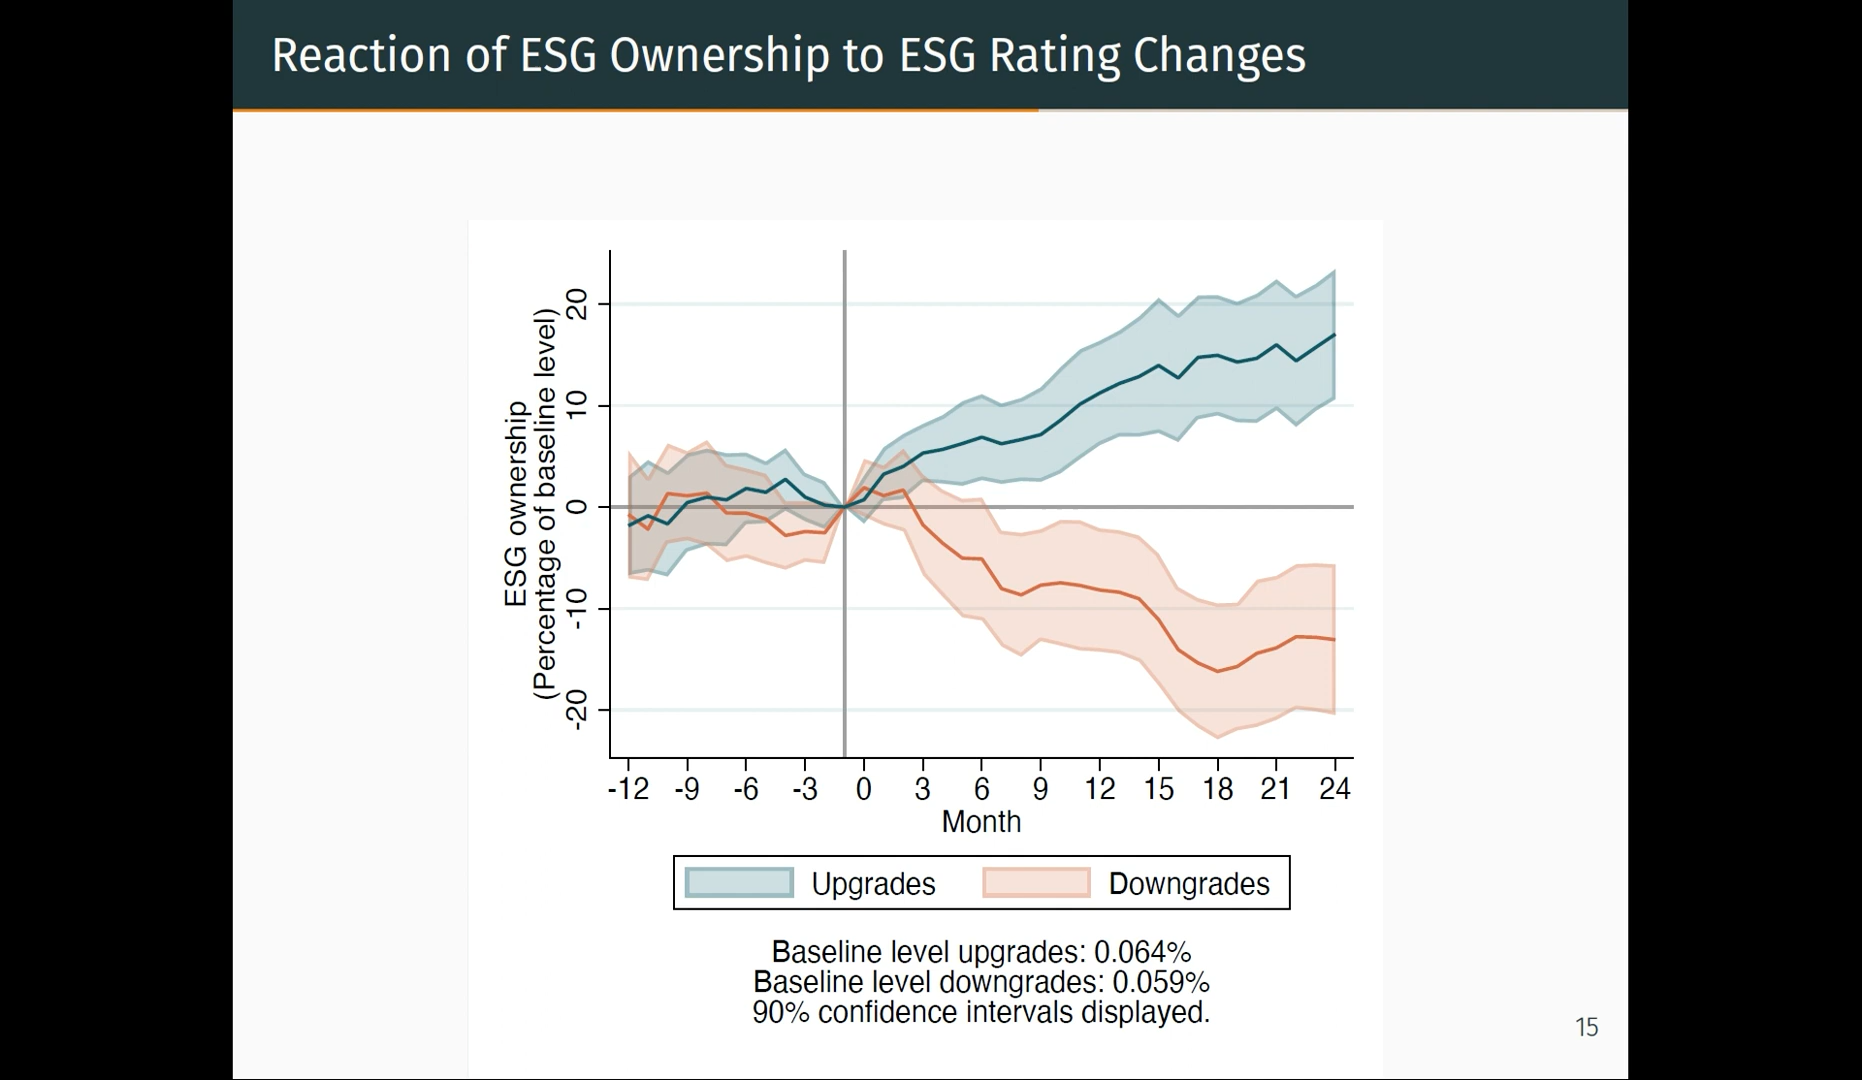 Reaction of ESG Ownership to ESG Rating Changes
ESG ownership
(Percentage of baseline level)
20
10
0
-10
-20
-12 -9 -6 -3 0 3 6 9 12 15 18 21 24
Month
Upgrades Downgrades
Baseline level upgrades: 0.064%
Baseline level downgrades: 0.059%
90% confidence intervals displayed.
15